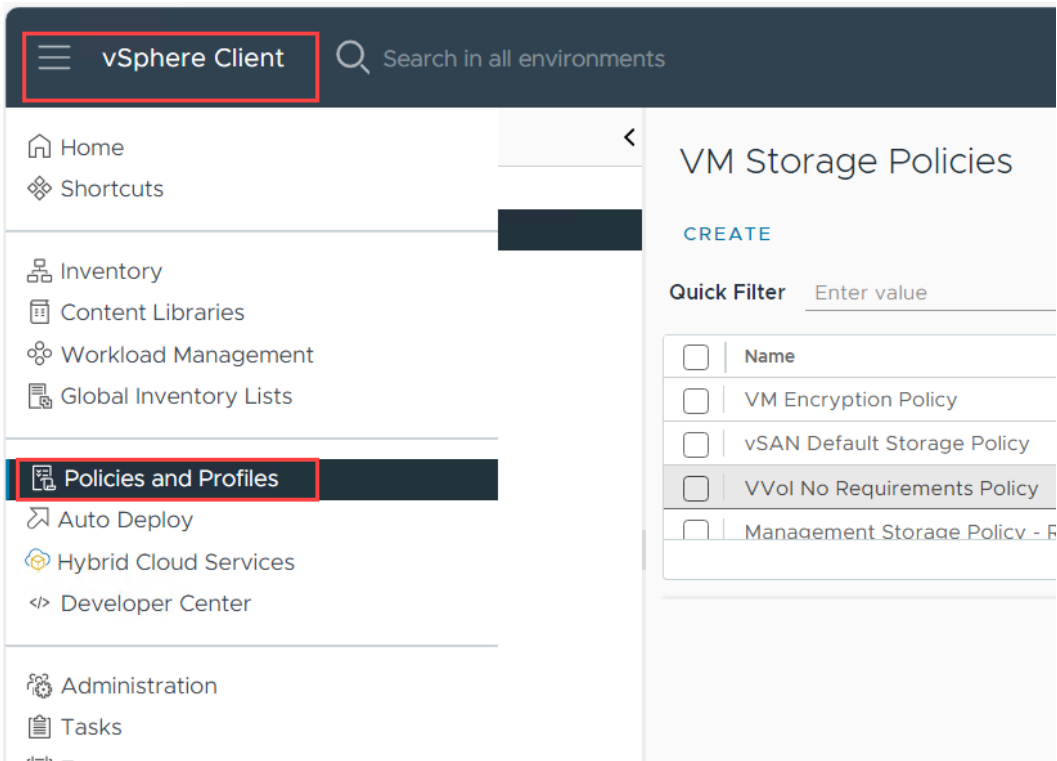 vSphere Client
Search in all environments
Home
Shortcuts
Inventory
Content Libraries
Workload Management
Global Inventory Lists
Policies and Profiles
Auto Deploy
Hybrid Cloud Services
</> Developer Center
Administration
Tasks
VM Storage Policies
CREATE
Quick Filter Enter value
Name
VM Encryption Policy
vSAN Default Storage Policy
VVol No Requirements Policy
Management Storage Policy - R